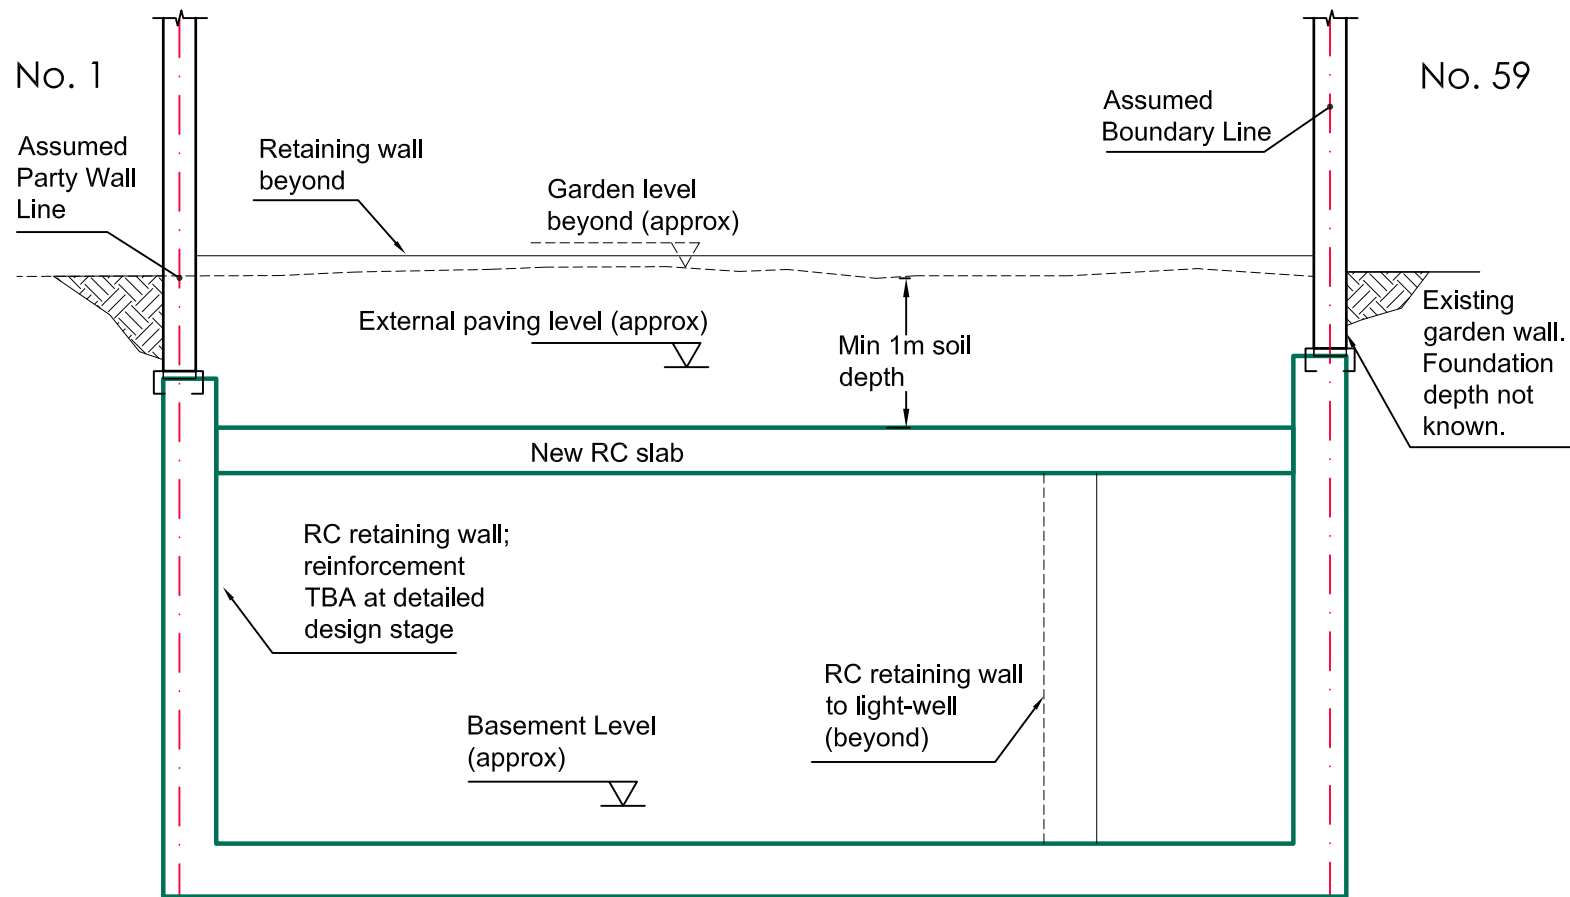 No. 1
No. 59
Assumed
Party Wall
Line
Retaining wall
beyond
Garden level
beyond (approx)
Assumed
Boundary Line
External paving level (approx)
Min 1m soil
depth
Existing
garden wall.
Foundation
depth not
known.
New RC slab
RC retaining wall;
reinforcement
TBA at detailed
design stage
RC retaining wall
to light-well
(beyond)
Basement Level
(approx)